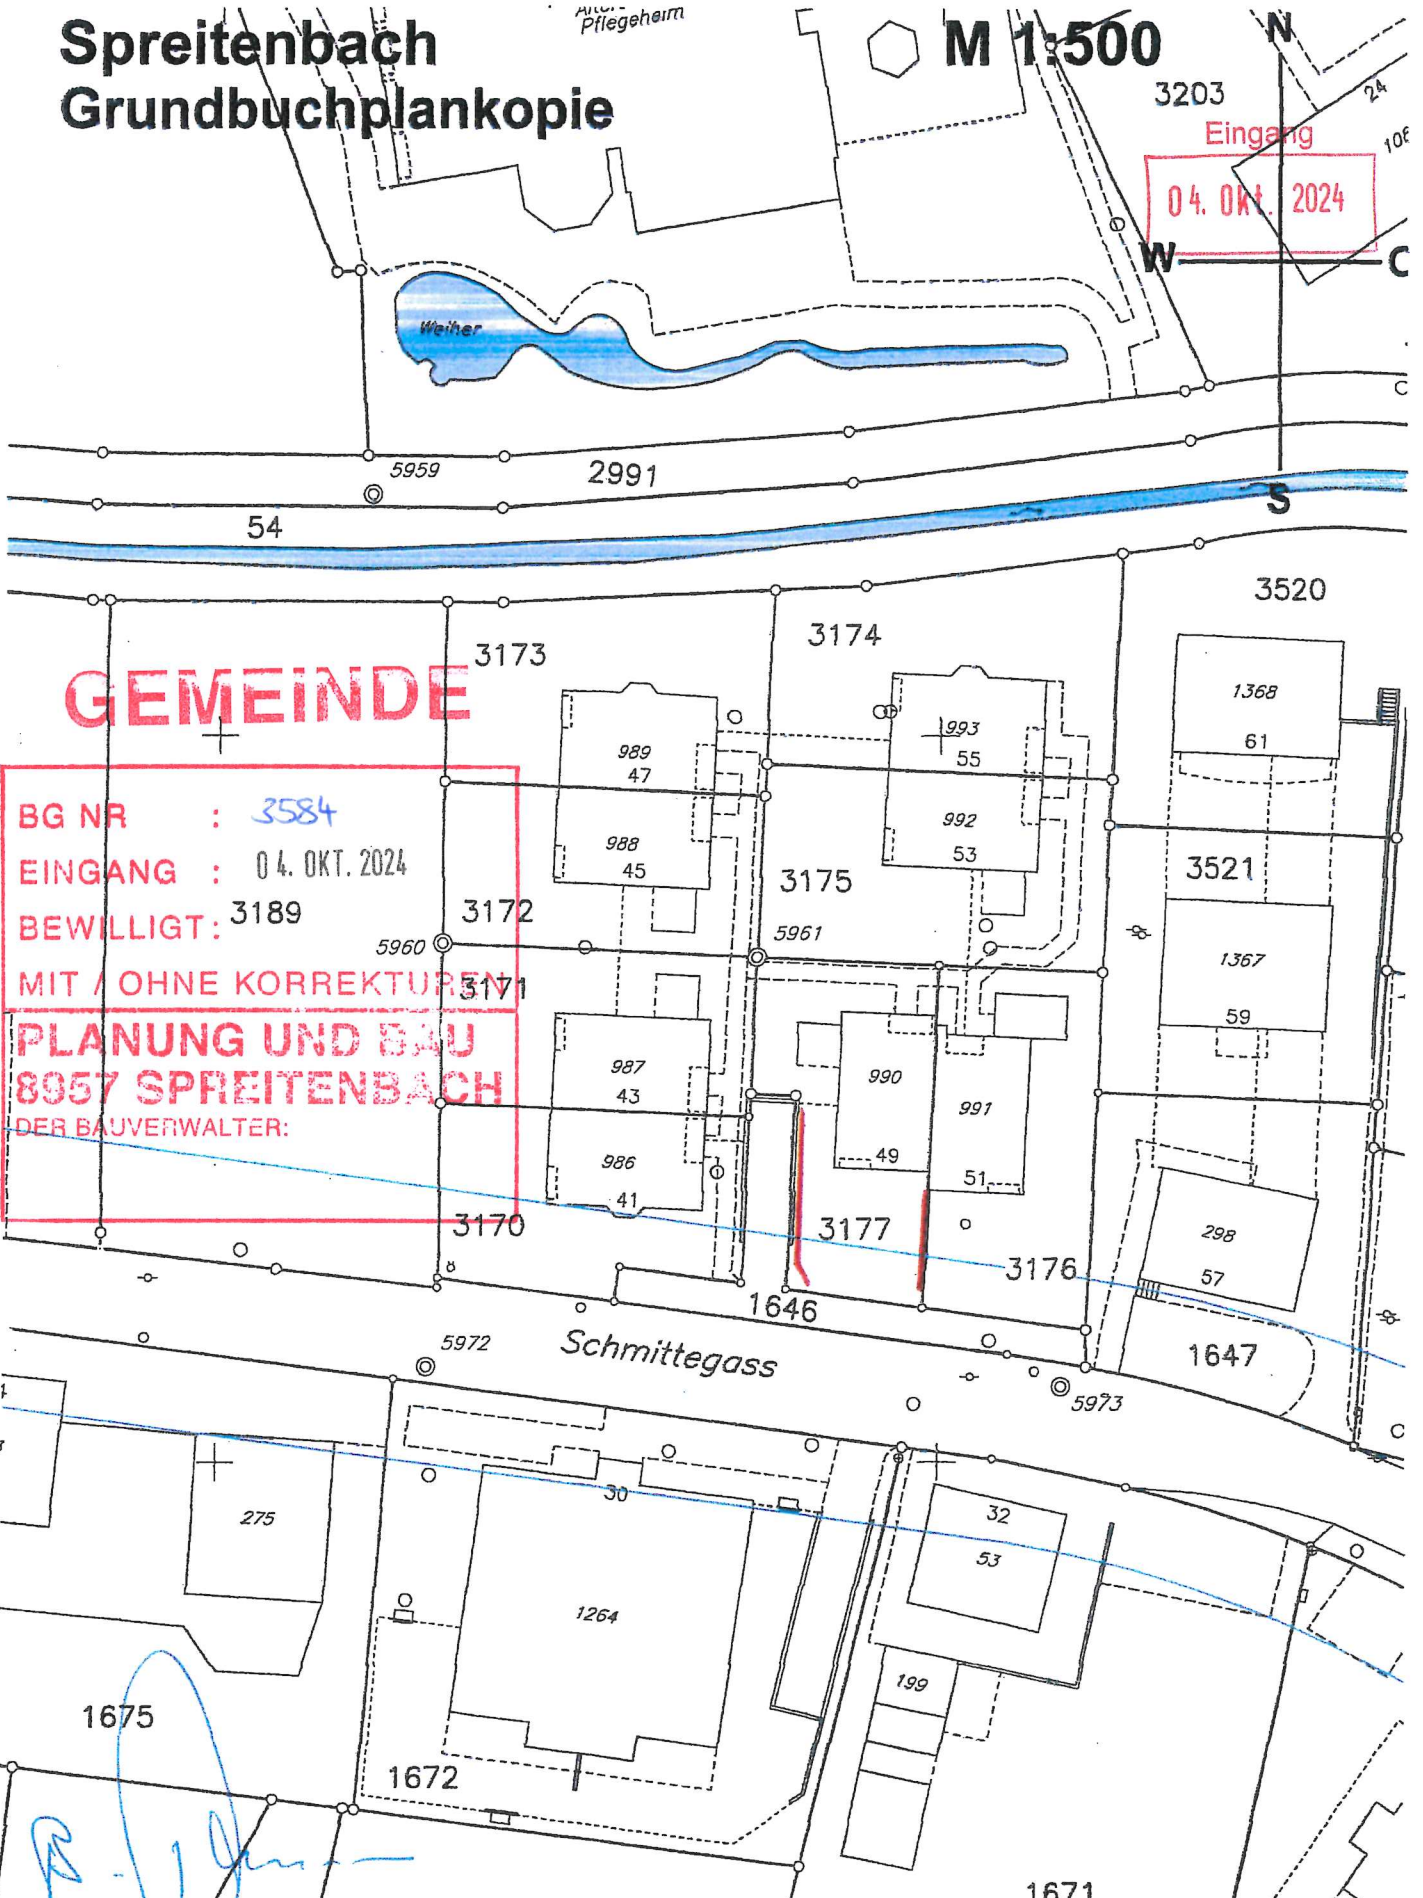 Spreitenbach
Grundbuchplankopie
Pflegeheim
M 1:500
N
3203
24
Eingang
04. Okt. 2024
W
S
Weiher
5959
2991
54
3520
3173
3174
GEMEINDE
1368
61
989
47
993
55
BG NR : 3584
EINGANG : 04. OKT. 2024
BEWILLIGT:
MIT / OHNE KORREKTUREN
PLANUNG UND BAU
8957 SPREITENBACH
DER BAUVERWALTER:
988
45
992
53
3175
3521
3189
3172
5960
5961
1367
59
3171
987
43
990
991
49
51
986
41
3170
3177
3176
298
57
1646
1647
Schmittegass
5972
5973
275
30
32
53
1264
199
1675
1672
1671